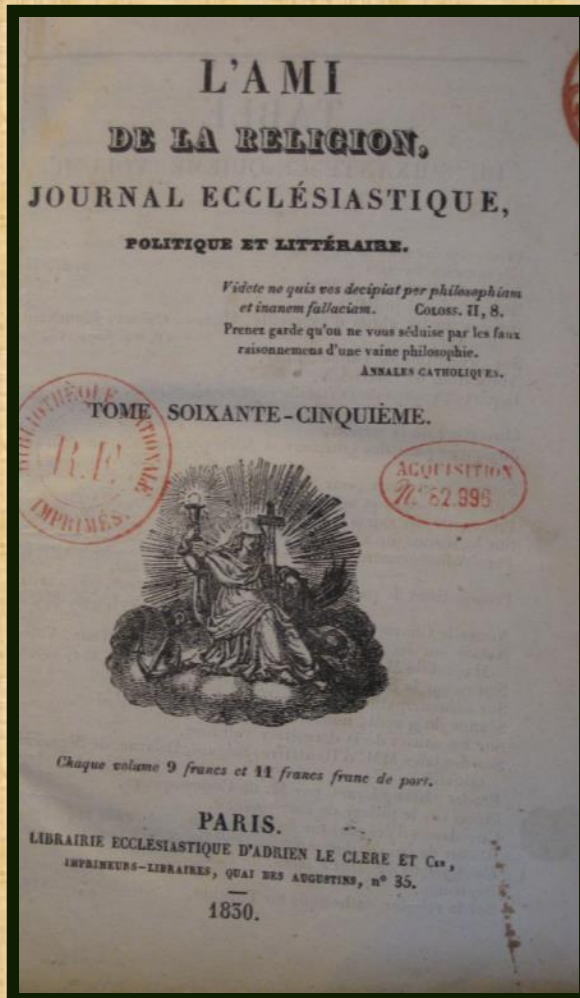 L'AMI
DE LA RELIGION,
JOURNAL ECCLÉSIASTIQUE,
POLITIQUE ET LITTÉRAIRE.
Videte ne quis vos decipiat per philosophiam
et inanem fallaciam. COLOSS. II, 8.
Prenez garde qu'on ne vous séduise par les faux
raisonnemens d'une vaine philosophie.
ANNALES CATHOLIQUES.
TOME SOIXANTE-CINQUIÈME.
BIBLIOTHÈQUE NATIONALE
R.F.
IMPRIMÉS.
ACQUISITION
N° 62.996
Chaque volume 9 francs et 11 francs franc de port.
PARIS.
LIBRAIRIE ECCLÉSIASTIQUE D'ADRIEN LE CLERE ET Cie,
IMPRIMEURS-LIBRAIRES, QUAI DES AUGUSTINS, n° 35.
1830.